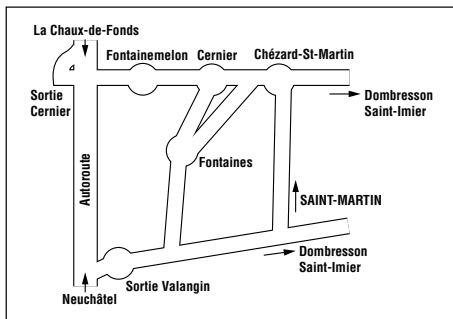 La Chaux-de-Fonds
Fontainemelon
Cernier
Chézard-St-Martin
Sortie
Cernier
Dombresson
Saint-Imier
Autoroute
Fontaines
SAINT-MARTIN
Dombresson
Saint-Imier
Sortie Valangin
Neuchâtel